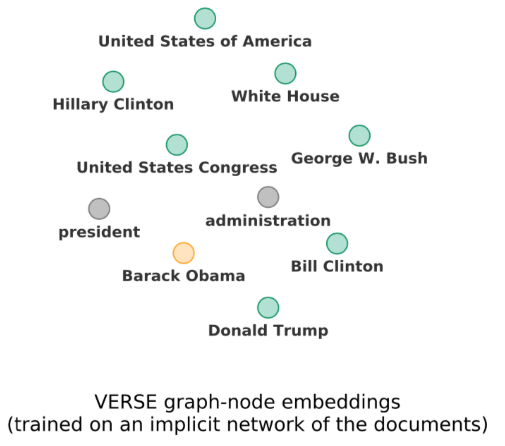 United States of America
White House
Hillary Clinton
George W. Bush
United States Congress
administration
president
Bill Clinton
Barack Obama
Donald Trump
VERSE graph-node embeddings
(trained on an implicit network of the documents)